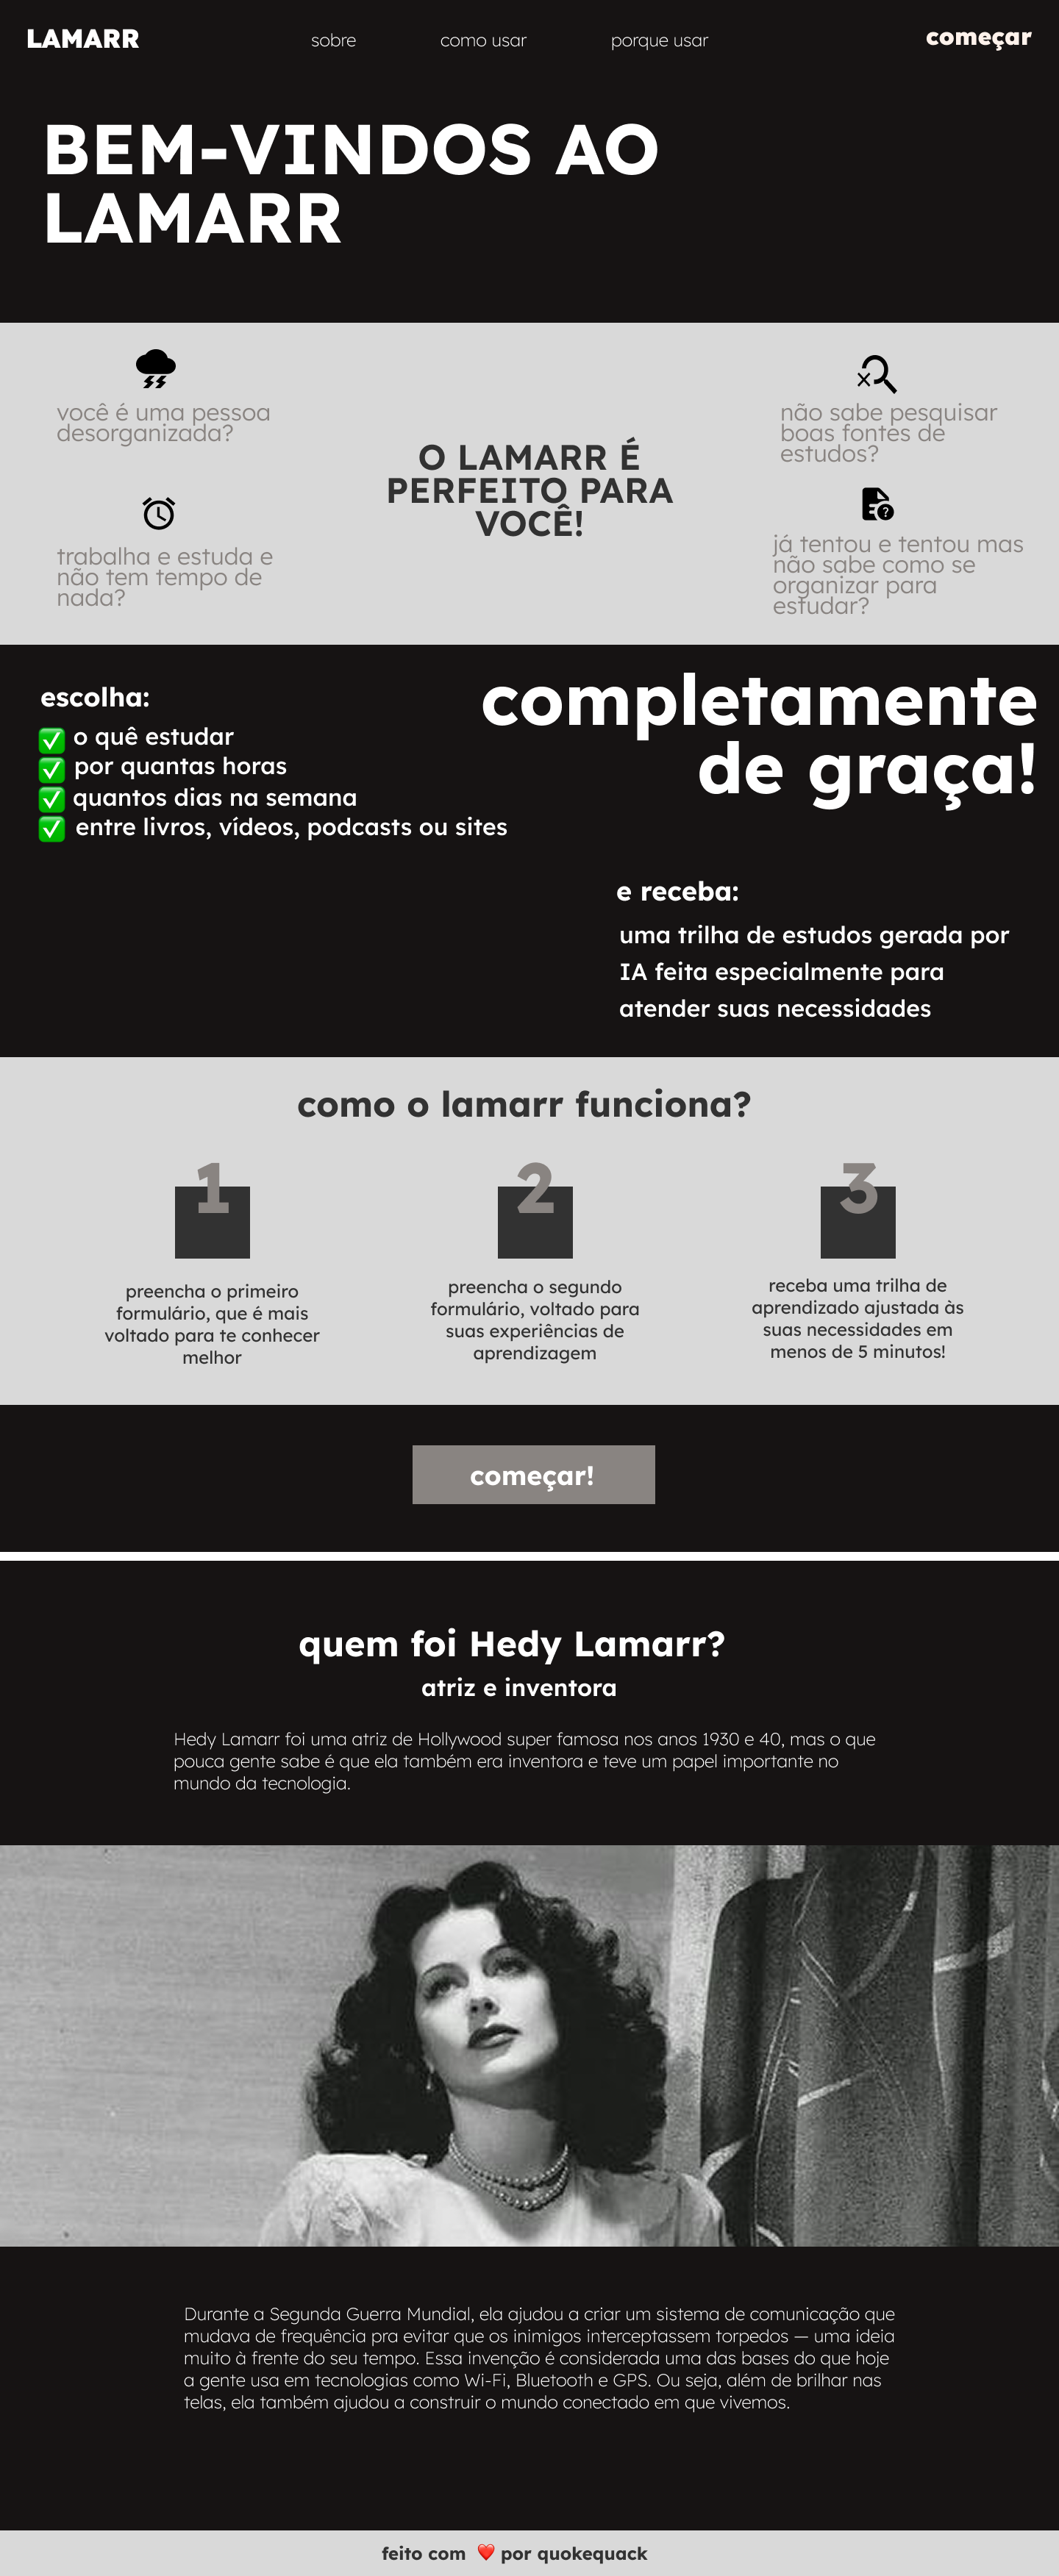 LAMARR
sobre
como usar
porque usar
começar
BEM-VINDOS AO
LAMARR
você é uma pessoa
desorganizada?
trabalha e estuda e
não tem tempo de
nada?
O LAMARR É
PERFEITO PARA
VOCÊ!
não sabe pesquisar
boas fontes de
estudos?
já tentou e tentou mas
não sabe como se
organizar para
estudar?
escolha:
✅ o quê estudar
✅ por quantas horas
✅ quantos dias na semana
✅ entre livros, vídeos, podcasts ou sites
completamente
de graça!
e receba:
uma trilha de estudos gerada por
IA feita especialmente para
atender suas necessidades
como o lamarr funciona?
1
preencha o primeiro
formulário, que é mais
voltado para te conhecer
melhor
2
preencha o segundo
formulário, voltado para
suas experiências de
aprendizagem
3
receba uma trilha de
aprendizado ajustada às
suas necessidades em
menos de 5 minutos!
começar!
quem foi Hedy Lamarr?
atriz e inventora
Hedy Lamarr foi uma atriz de Hollywood super famosa nos anos 1930 e 40, mas o que
pouca gente sabe é que ela também era inventora e teve um papel importante no
mundo da tecnologia.
Durante a Segunda Guerra Mundial, ela ajudou a criar um sistema de comunicação que
mudava de frequência pra evitar que os inimigos interceptassem torpedos — uma ideia
muito à frente do seu tempo. Essa invenção é considerada uma das bases do que hoje
a gente usa em tecnologias como Wi-Fi, Bluetooth e GPS. Ou seja, além de brilhar nas
telas, ela também ajudou a construir o mundo conectado em que vivemos.
feito com ❤️ por quokequack